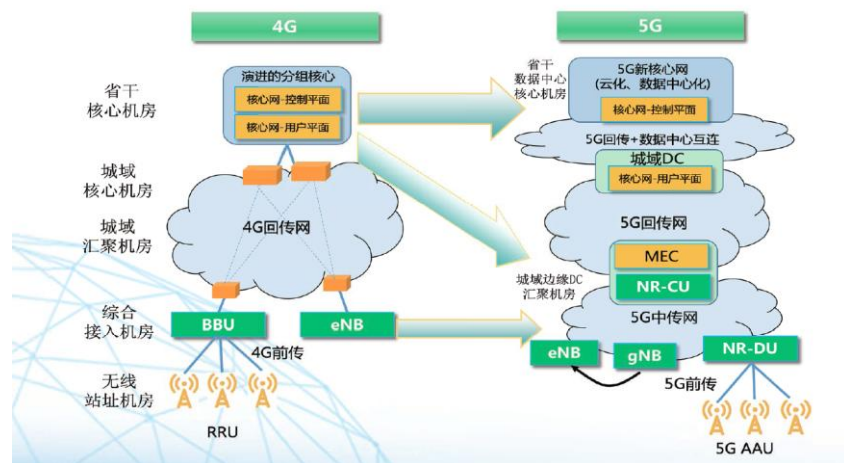 4G
5G
省干
核心机房
演进的分组核心
核心网-控制平面
核心网-用户平面
城域
核心机房
城域
汇聚机房
4G回传网
综合
接入机房
BBU
eNB
4G前传
无线
站址机房
RRU
省干
数据中心
核心机房
5G新核心网
(云化、数据中心化)
核心网-控制平面
5G回传+数据中心互连
城域DC
核心网-用户平面
5G回传网
MEC
NR-CU
城域边缘DC
汇聚机房
5G中传网
eNB
gNB
NR-DU
5G前传
5G AAU